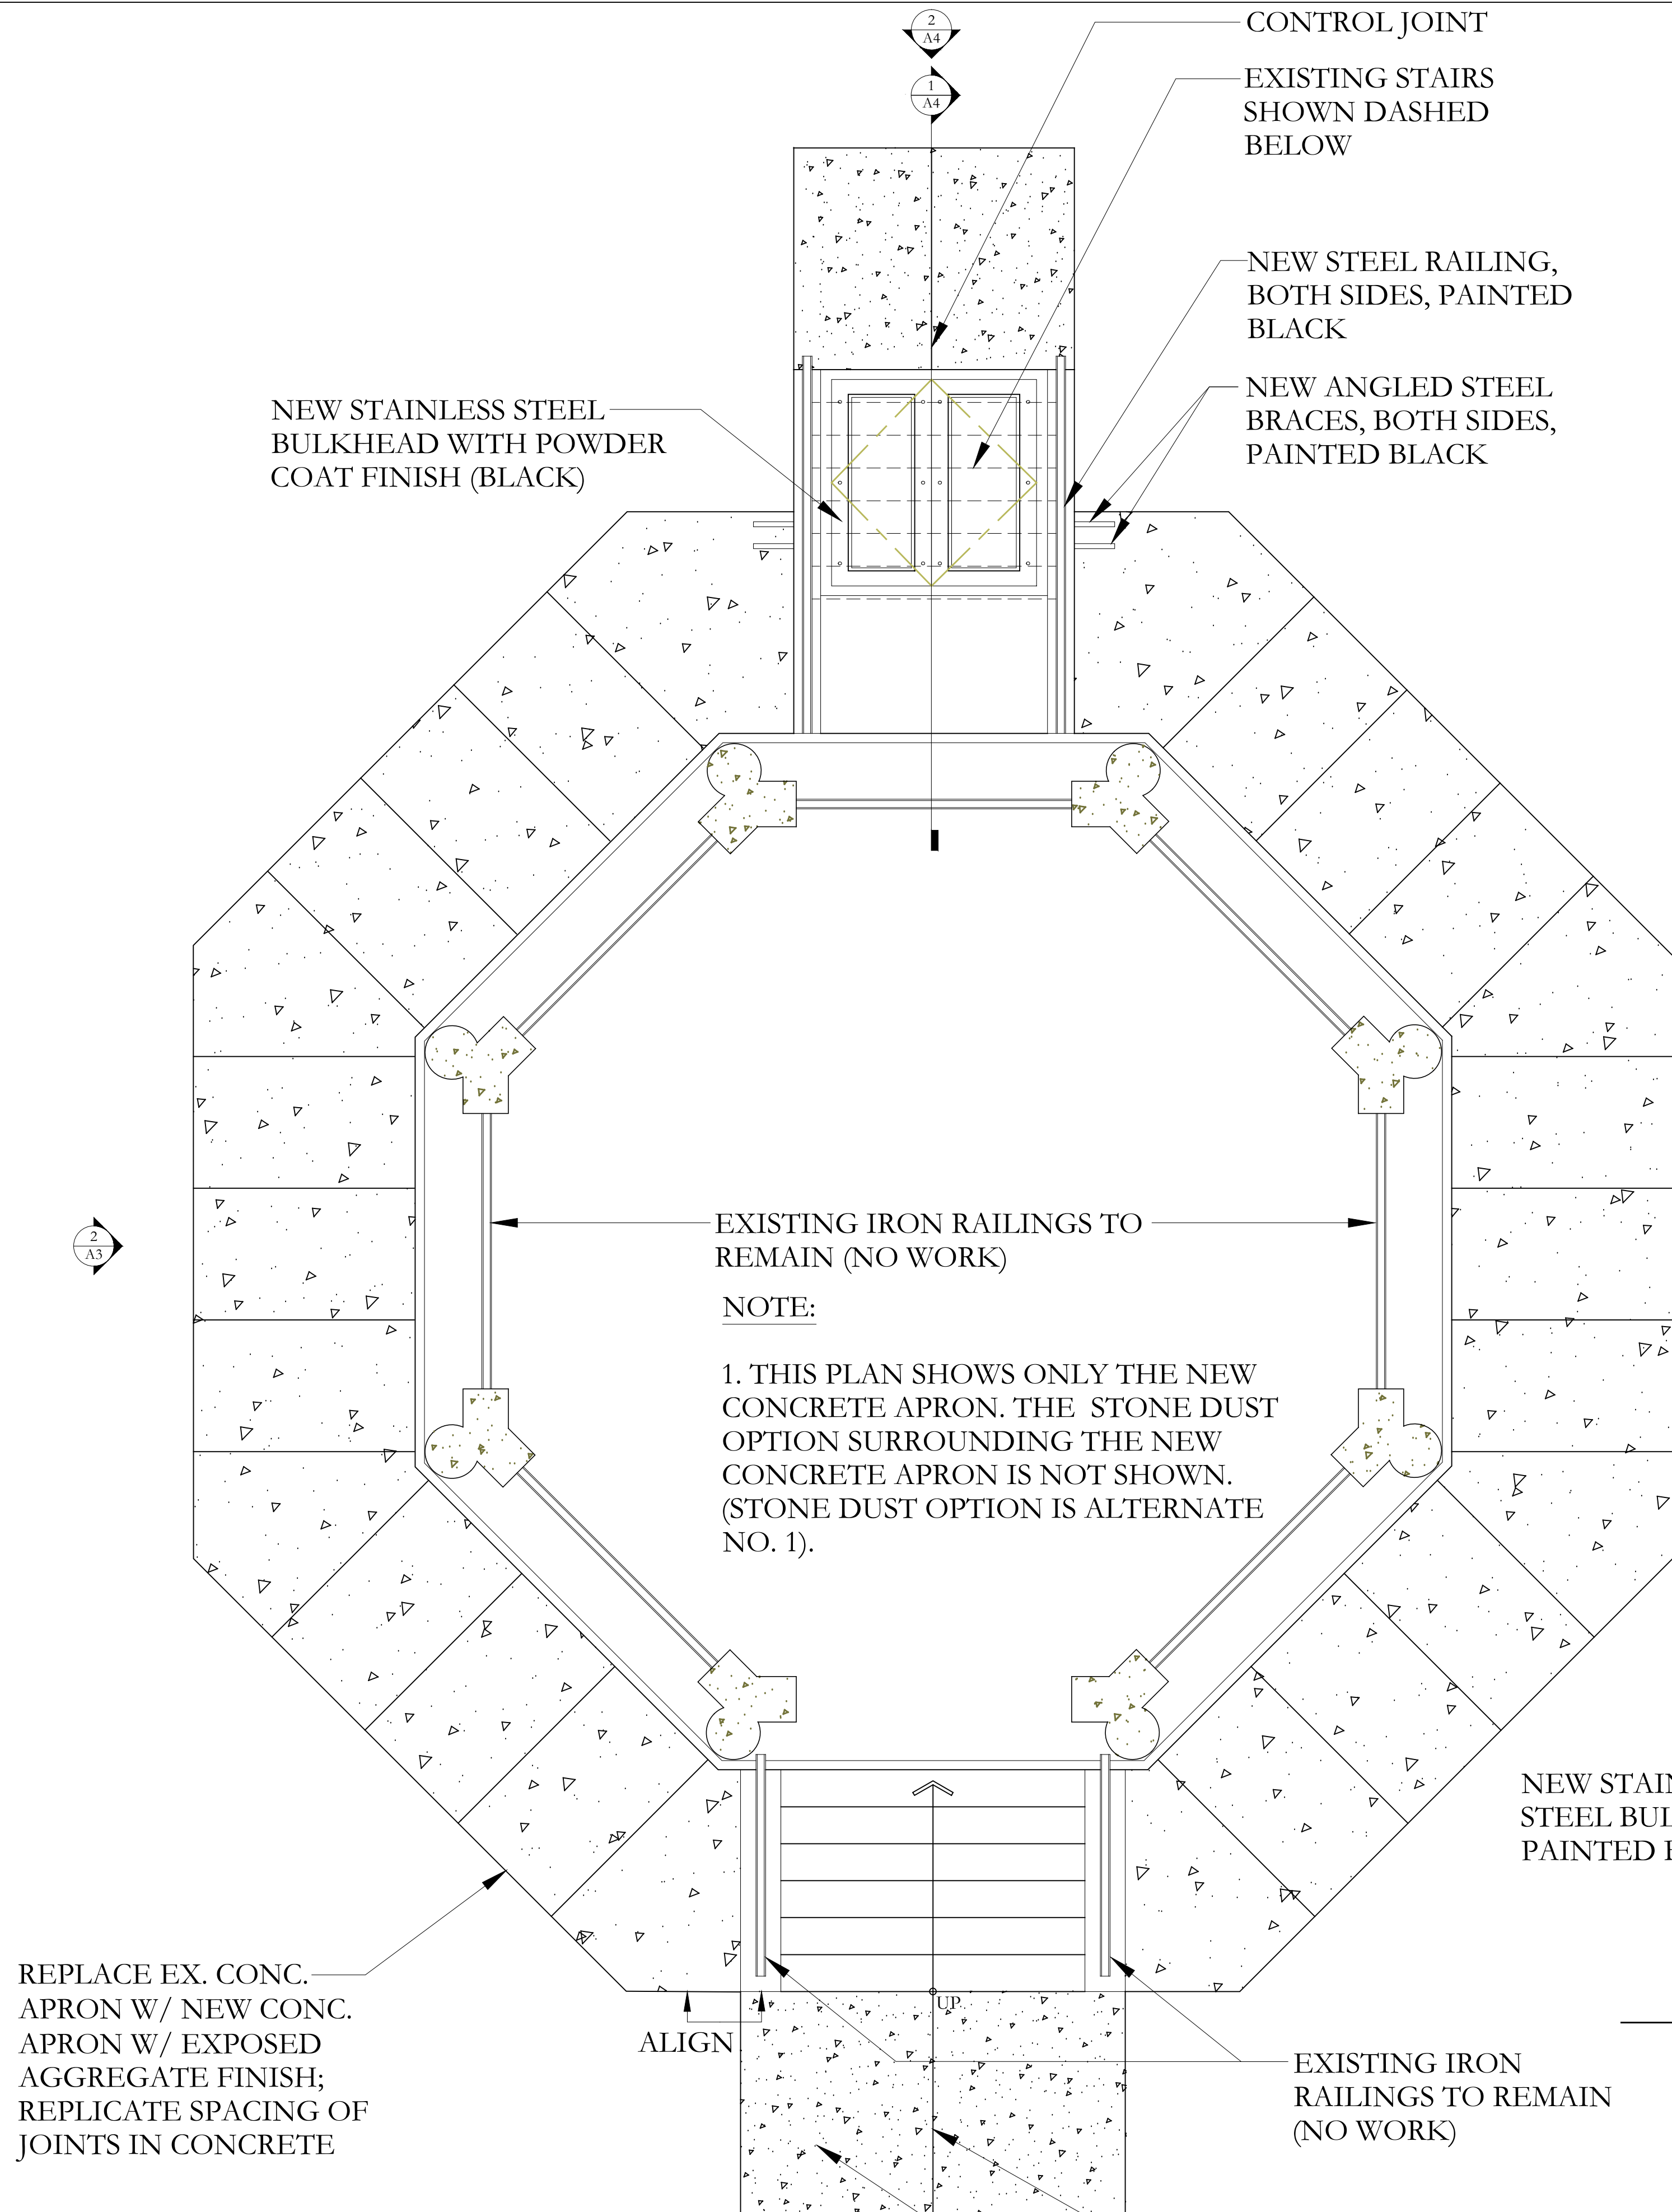 2
A4
1
A4
CONTROL JOINT
EXISTING STAIRS
SHOWN DASHED
BELOW
NEW STEEL RAILING,
BOTH SIDES, PAINTED
BLACK
NEW ANGLED STEEL
BRACES, BOTH SIDES,
PAINTED BLACK
NEW STAINLESS STEEL
BULKHEAD WITH POWDER
COAT FINISH (BLACK)
2
A3
EXISTING IRON RAILINGS TO
REMAIN (NO WORK)
NOTE:
1. THIS PLAN SHOWS ONLY THE NEW
CONCRETE APRON. THE STONE DUST
OPTION SURROUNDING THE NEW
CONCRETE APRON IS NOT SHOWN.
(STONE DUST OPTION IS ALTERNATE
NO. 1).
NEW
STEEL
PAINTED
REPLACE EX. CONC.
APRON W/ NEW CONC.
APRON W/ EXPOSED
AGGREGATE FINISH;
REPLICATE SPACING OF
JOINTS IN CONCRETE
ALIGN
UP
EXISTING IRON
RAILINGS TO REMAIN
(NO WORK)